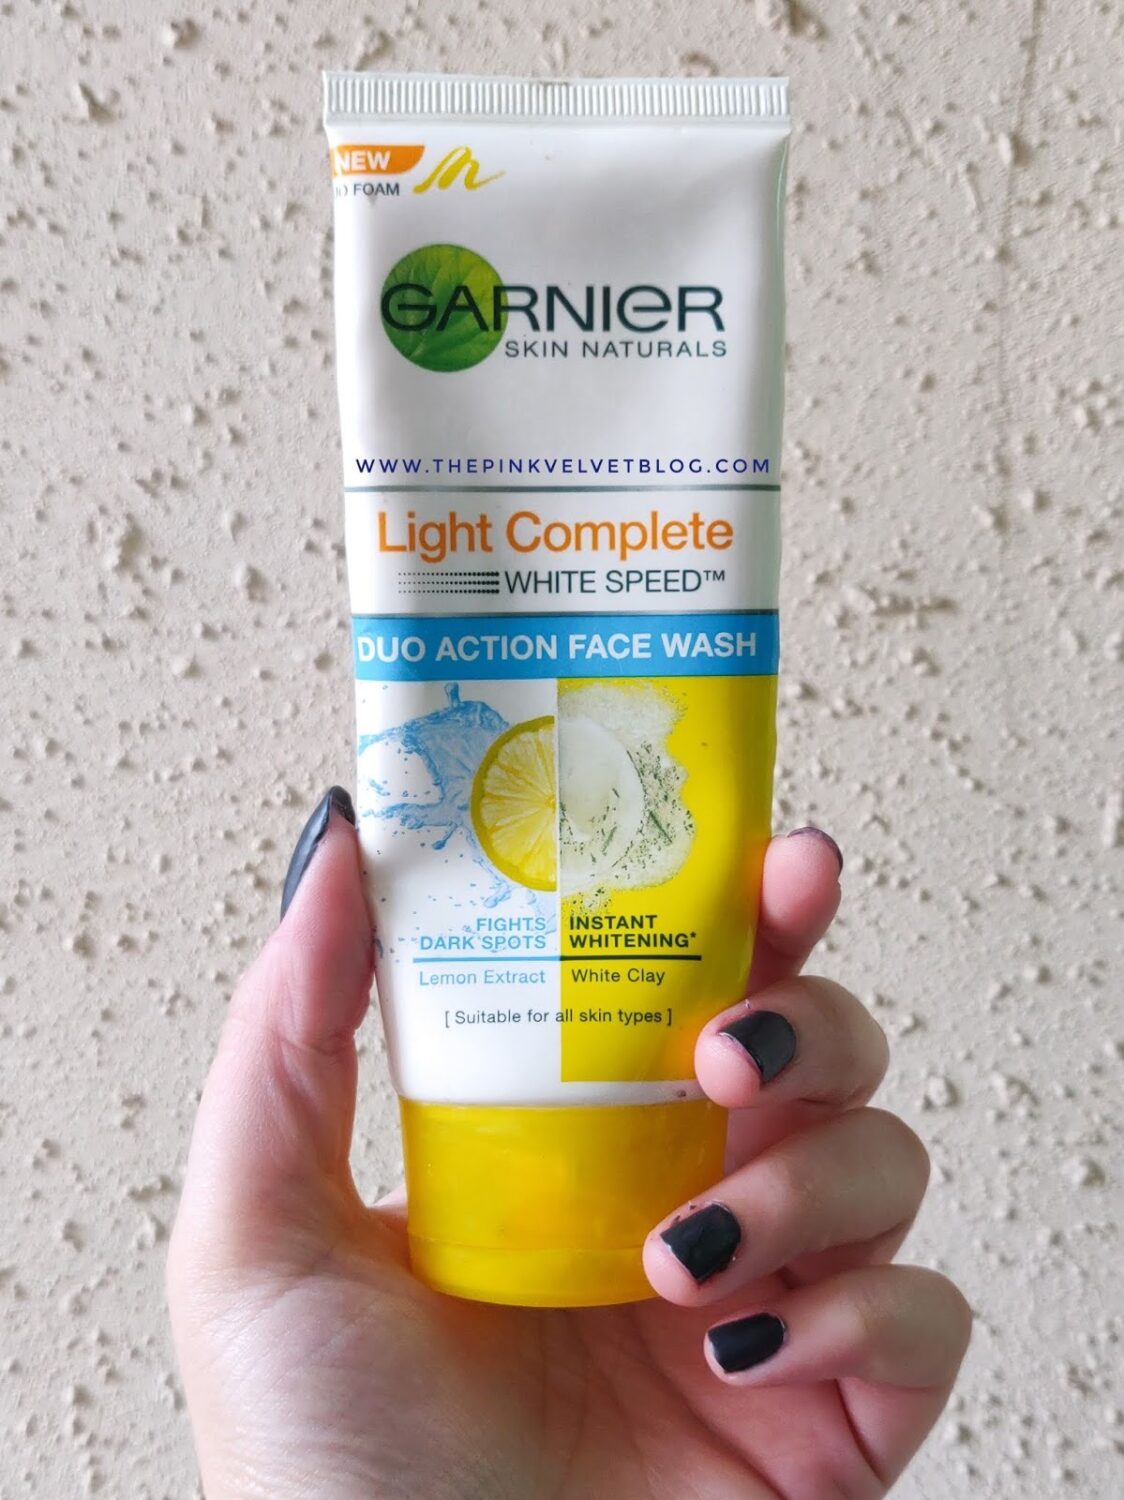 NEW
FOAM
GARNIER
SKIN NATURALS
WWW.THEPINKVELVETBLOG.COM
Light Complete
WHITE SPEED™
DUO ACTION FACE WASH
FIGHTS
DARK SPOTS
Lemon Extract
INSTANT
WHITENING*
White Clay
[ Suitable for all skin types ]